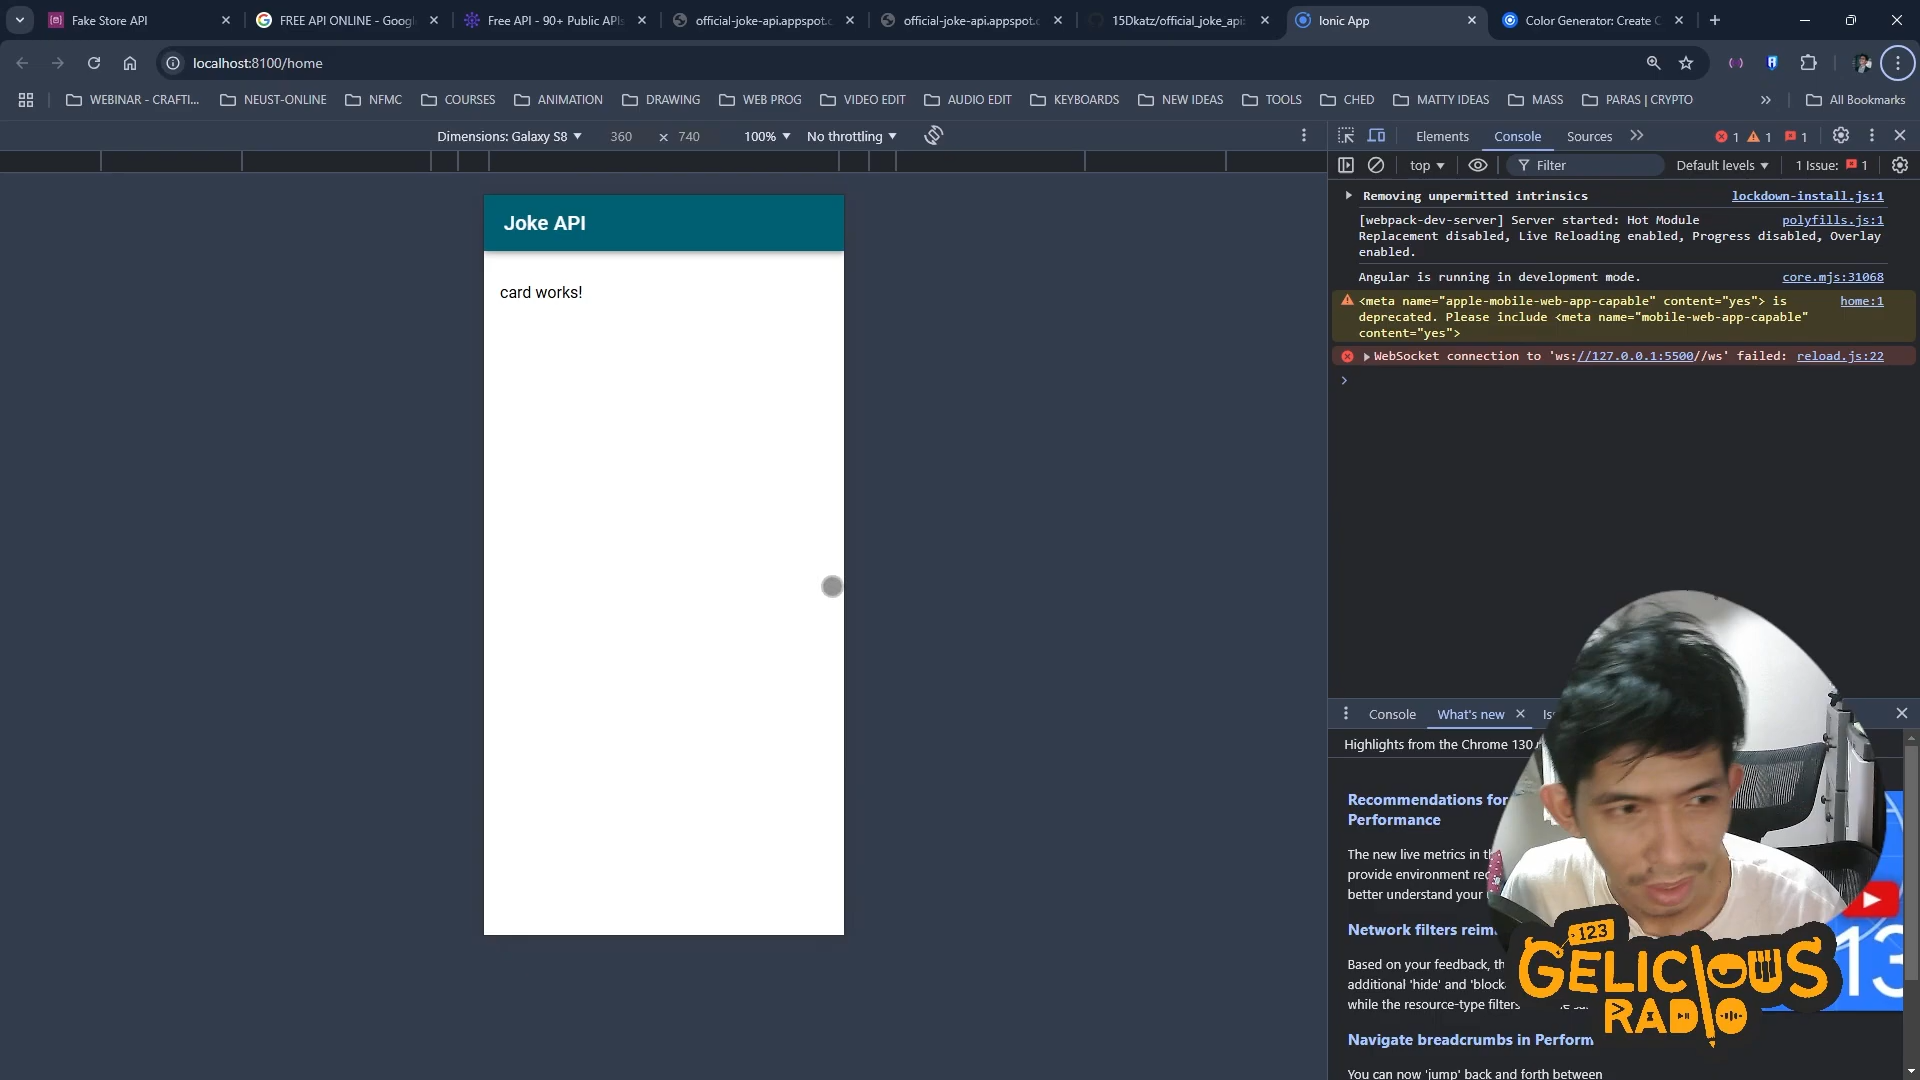 Fake Store API
FREE API ONLINE - Googl
Free API - 90+ Public APIs
official-joke-api.appspot.c
official-joke-api.appspot.c
15Dkatz/official_joke_api:
Ionic App
Color Generator: Create C
localhost:8100/home
WEBINAR - CRAFTI...
NEUST-ONLINE
NFMC
COURSES
ANIMATION
DRAWING
WEB PROG
VIDEO EDIT
AUDIO EDIT
KEYBOARDS
NEW IDEAS
TOOLS
CHED
MATTY IDEAS
MASS
PARAS | CRYPTO
All Bookmarks
Dimensions: Galaxy S8
360 × 740
100%
No throttling
Elements
Console
Sources
1
1
1
top
Filter
Default levels
1 Issue: 1
Joke API
card works!
Removing unpermitted intrinsics lockdown-install.js:1
[webpack-dev-server] Server started: Hot Module polyfills.js:1
Replacement disabled, Live Reloading enabled, Progress disabled, Overlay
enabled.
Angular is running in development mode. core.mjs:31068
<meta name="apple-mobile-web-app-capable" content="yes"> is home:1
deprecated. Please include <meta name="mobile-web-app-capable"
content="yes">
WebSocket connection to 'ws://127.0.0.1:5500//ws' failed: reload.js:22
Console
What's new
Highlights from the Chrome 130
Recommendations for
Performance
The new live metrics in th
provide environment rec
better understand your
Network filters reim
Based on your feedback, th
additional 'hide' and 'block
while the resource-type filters
Navigate breadcrumbs in Perform
You can now 'jump' back and forth between
123
GELICIOUS
RADIO
13